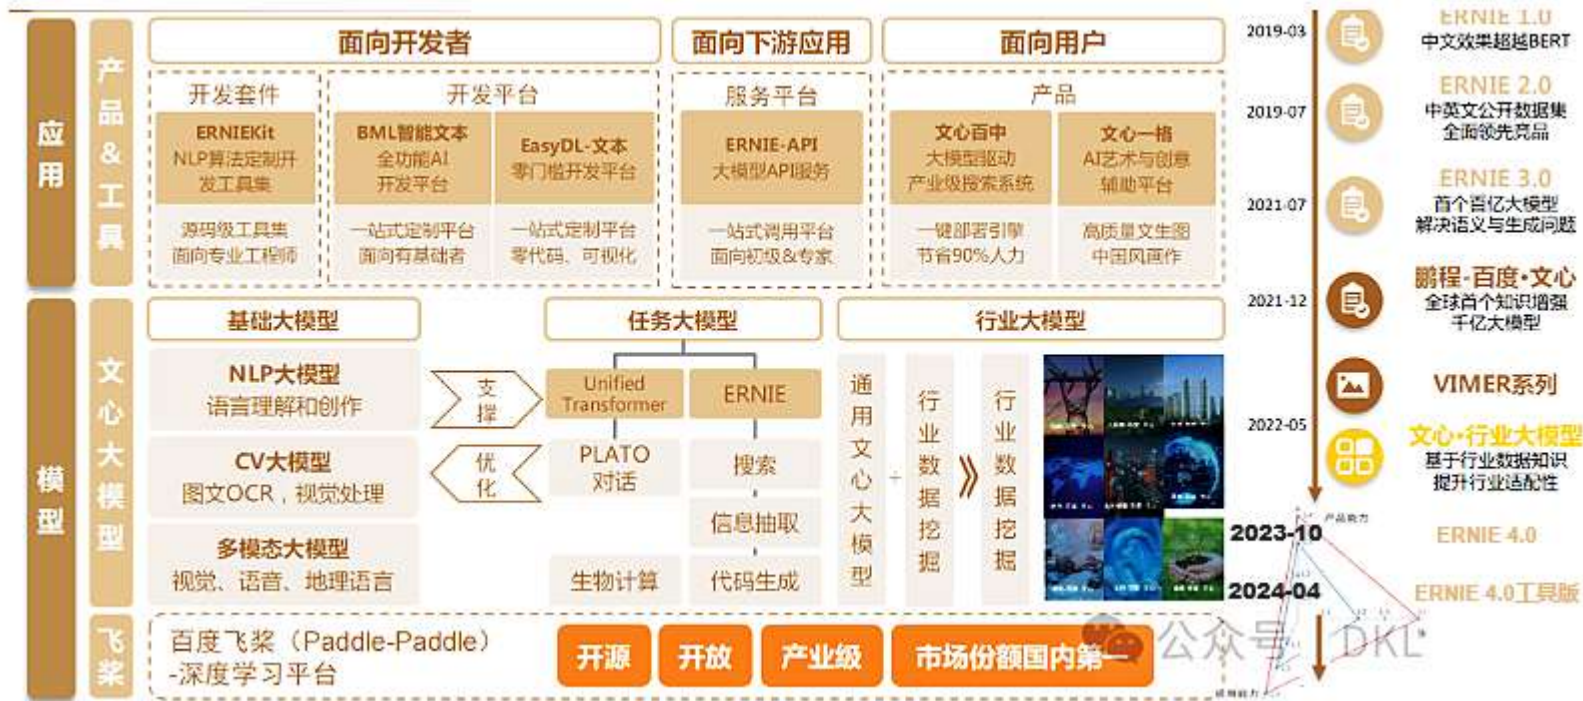 应用
产品&工具
面向开发者
面向下游应用
面向用户
开发套件
开发平台
服务平台
产品
ERNIEKit
NLP算法定制开
发工具集
BML智能文本
全功能AI
开发平台
EasyDL-文本
零门槛开发平台
ERNIE-API
大模型API服务
文心百中
大模型驱动
产业级搜索系统
文心一格
AI艺术与创意
辅助平台
源码级工具集
面向专业工程师
一站式定制平台
面向有基础者
一站式定制平台
零代码、可视化
一站式调用平台
面向初级&专家
一键部署引擎
节省90%人力
高质量文生图
中国风画作
模型
文心大模型
基础大模型
任务大模型
行业大模型
NLP大模型
语言理解和创作
CV大模型
图文OCR，视觉处理
多模态大模型
视觉、语音、地理语言
支撑
优化
Unified
Transformer
ERNIE
PLATO
对话
搜索
信息抽取
生物计算
代码生成
通用文心大模型
+
行业数据挖掘
行业数据挖掘
飞桨
百度飞桨（Paddle-Paddle）
-深度学习平台
开源
开放
产业级
市场份额国内第一
2019-03
ERNIE 1.0
中文效果超越BERT
2019-07
ERNIE 2.0
中英文公开数据集
全面领先竞品
2021-07
ERNIE 3.0
首个百亿大模型
解决语义与生成问题
2021-12
鹏程-百度·文心
全球首个知识增强
千亿大模型
VIMER系列
2022-05
文心·行业大模型
基于行业数据知识
提升行业适配性
产品能力
2023-10
ERNIE 4.0
2024-04
ERNIE 4.0工具版
公众号
DKL